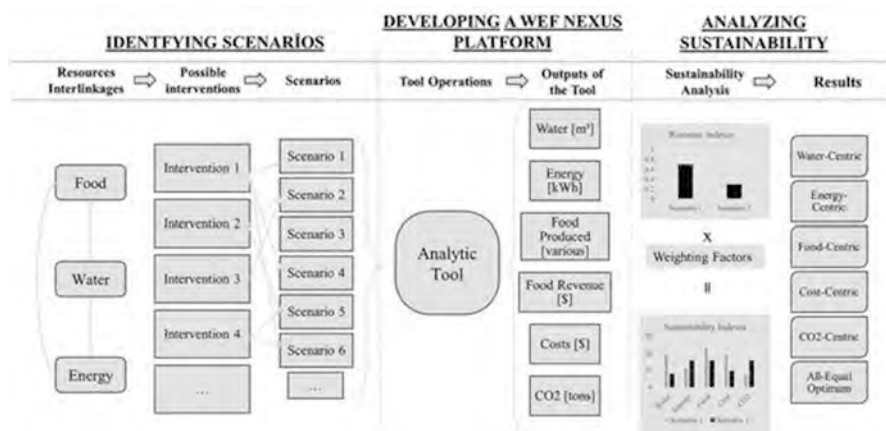 IDENTFYING SCENARİOS
DEVELOPING A WEF NEXUS
PLATFORM
ANALYZING
SUSTAINABILITY
Resources
Interlinkages
Possible
interventions
Scenarios
Tool Operations
Outputs of
the Tool
Sustainability
Analysis
Results
Food
Water
Energy
Intervention 1
Intervention 2
Intervention 3
Intervention 4
...
Scenario 1
Scenario 2
Scenario 3
Scenario 4
Scenario 5
Scenario 6
...
Analytic
Tool
Water [m³]
Energy
[kWh]
Food
Produced
[various]
Food Revenue
[$]
Costs [$]
CO2 [tons]
Indexes
X
Weighting Factors
=
Sustainability Indexes
Water-Centric
Energy-
Centric
Food-Centric
Cost-Centric
CO2-Centric
All-Equal
Optimum